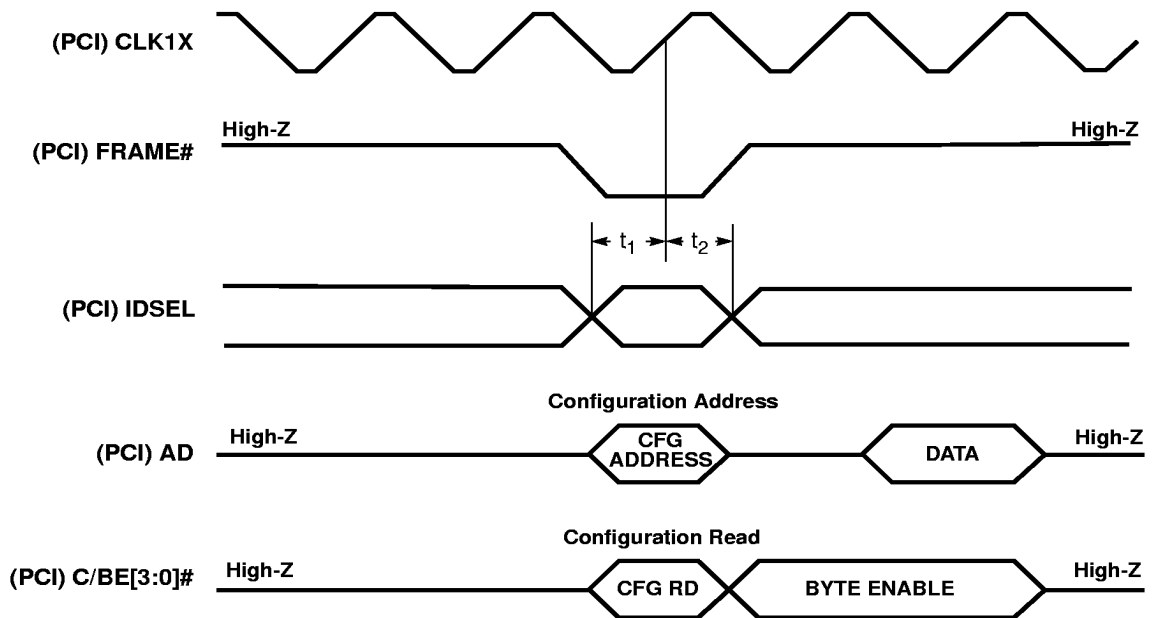 (PCI) CLK1X
High-Z
High-Z
(PCI) FRAME#
t1
t2
(PCI) IDSEL
Configuration Address
High-Z
CFG
ADDRESS
DATA
High-Z
(PCI) AD
Configuration Read
High-Z
CFG RD
BYTE ENABLE
High-Z
(PCI) C/BE[3:0]#